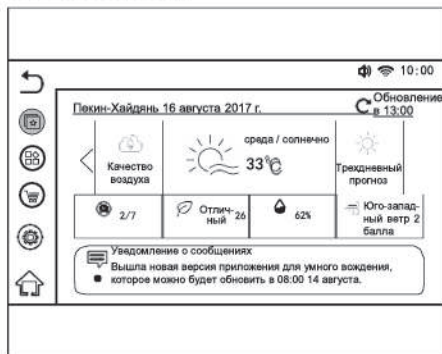 10:00
Пекин-Хайдянь 16 августа 2017 г.
Обновление
в 13:00
среда / солнечно
33°C
Качество
воздуха
Трехдневный
прогноз
2/7
Отлич-
ный 26
62%
Юго-запад-
ный ветр 2
балла
Уведомление о сообщениях
Вышла новая версия приложения для умного вождения,
которое можно будет обновить в 08:00 14 августа.